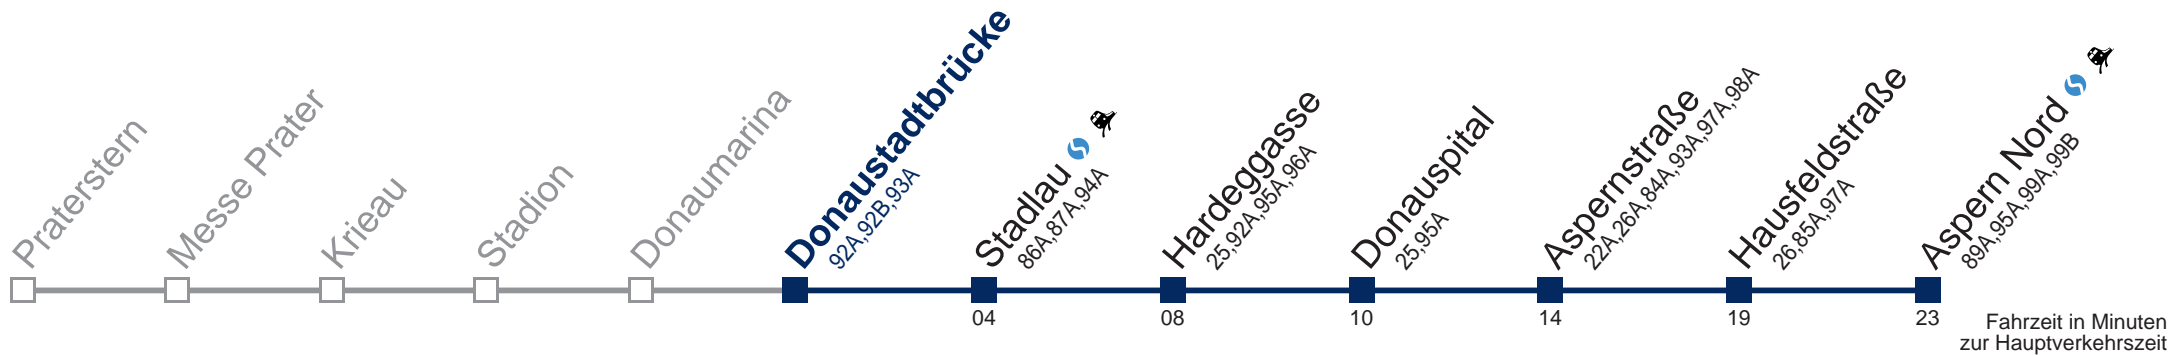 Praterstern
Messe Prater
Krieau
Stadion
Donaumarina
Donaustadtbrücke
92A,92B,93A
Stadlau
86A,87A,94A
Hardeggasse
25,92A,95A,96A
Donauspital
25,95A
Aspernstraße
22A,26A,84A,93A,97A,98A
Hausfeldstraße
26,85A,97A
Aspern Nord
89A,95A,99A,99B
04
08
10
14
19
23
Fahrzeit in Minuten
zur Hauptverkehrszeit